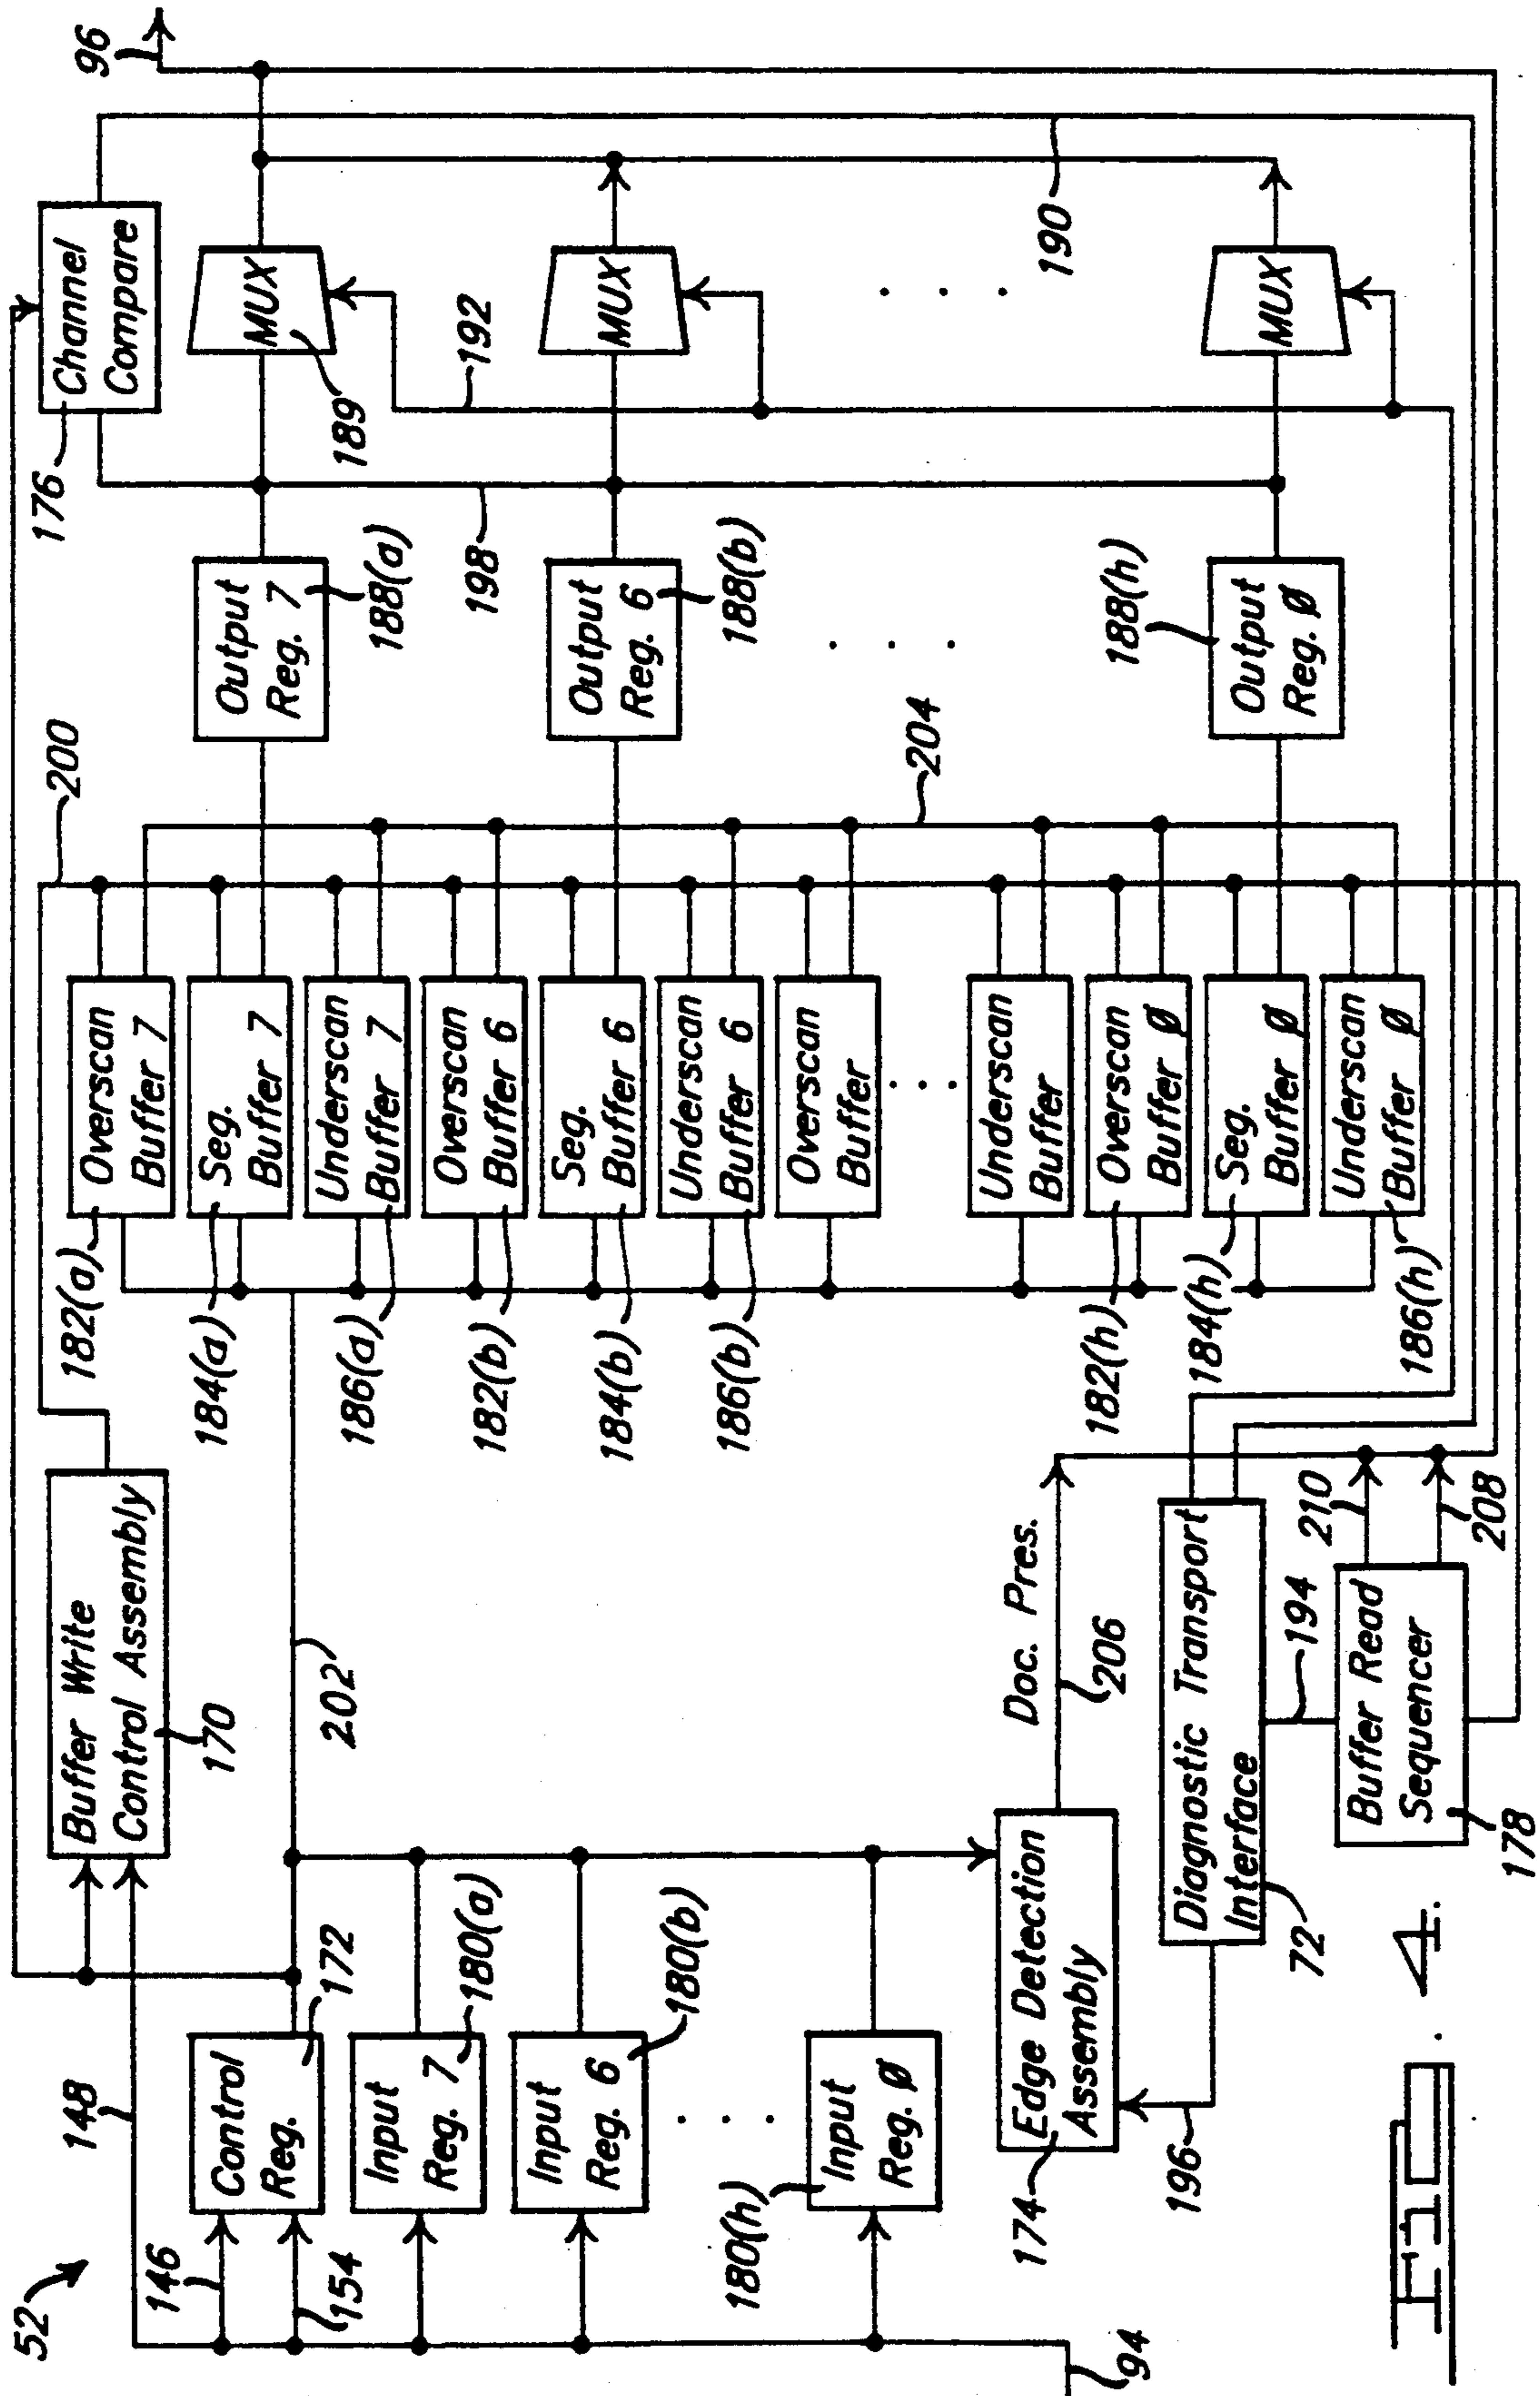 52
148
146
154
94
Control
Reg.
172
Input
Reg. 7
180(a)
Input
Reg. 6
180(b)
. . .
Input
Reg. Ø
180(h)
Buffer Write
Control Assembly
170
202
Edge Detection
Assembly
174
Doc. Pres.
206
196
Diagnostic Transport
Interface
72
194
Buffer Read
Sequencer
178
210
208
200
Overscan
Buffer 7
182(a)
Seg.
Buffer 7
184(a)
Underscan
Buffer 7
186(a)
Overscan
Buffer 6
182(b)
Seg.
Buffer 6
184(b)
Underscan
Buffer 6
186(b)
Overscan
Buffer
. . .
Underscan
Buffer
Overscan
Buffer Ø
182(h)
Seg.
Buffer Ø
184(h)
Underscan
Buffer Ø
186(h)
204
Output
Reg. 7
188(a)
Output
Reg. 6
188(b)
. . .
Output
Reg. Ø
188(h)
198
176
Channel
Compare
MUX
189
192
MUX
. . .
MUX
190
96
FIG. 4.